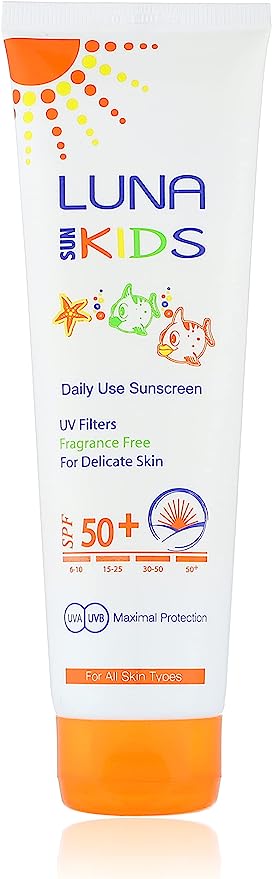 LUNA
SUN KIDS
Daily Use Sunscreen
UV Filters
Fragrance Free
For Delicate Skin
SPF 50+
6-10 15-25 30-50 50+
UVA UVB Maximal Protection
For All Skin Tyoes